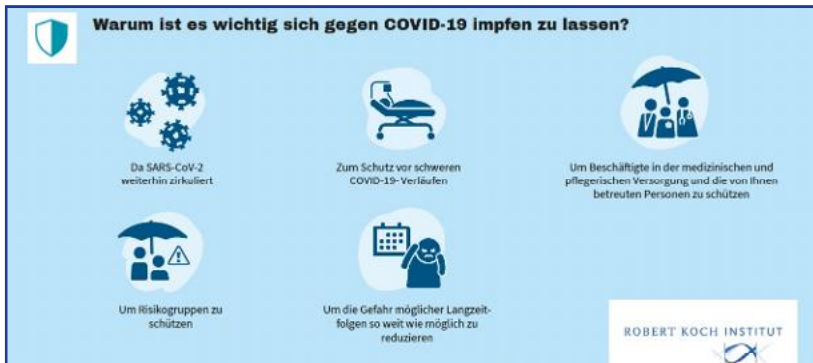 Warum ist es wichtig sich gegen COVID-19 impfen zu lassen?
Da SARS-CoV-2
weiterhin zirkuliert
Zum Schutz vor schweren
COVID-19-Verläufen
Um Beschäftigte in der medizinischen und
pflegerischen Versorgung und die von Ihnen
betreuten Personen zu schützen
Um Risikogruppen zu
schützen
Um die Gefahr möglicher Langzeit-
folgen so weit wie möglich zu
reduzieren
ROBERT KOCH INSTITUT